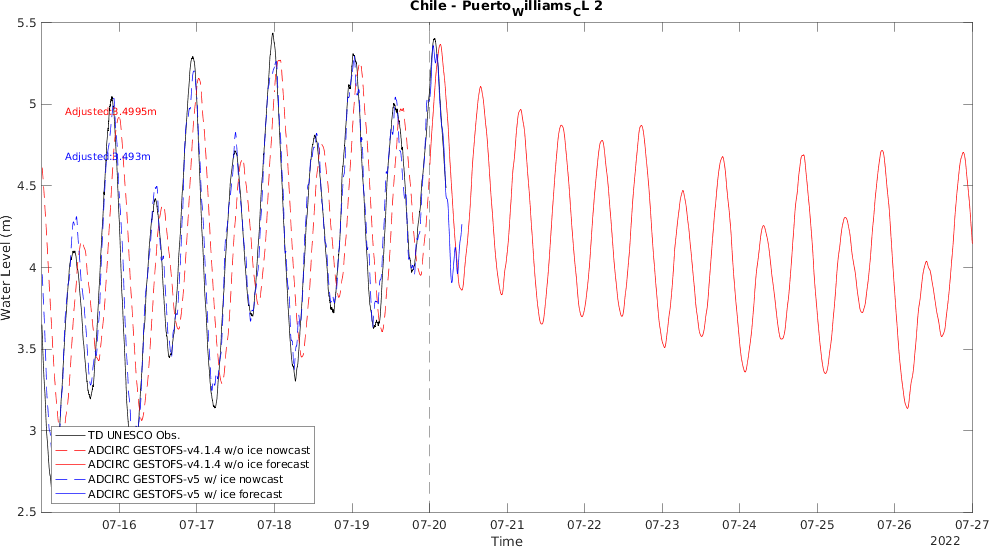 Chile - PuertoWilliamsCL 2
5.5
5
4.5
4
3.5
3
2.5
Water Level (m)
Adjusted:3.4995m
Adjusted:3.493m
TD UNESCO Obs.
ADCIRC GESTOFS-v4.1.4 w/o ice nowcast
ADCIRC GESTOFS-v4.1.4 w/o ice forecast
ADCIRC GESTOFS-v5 w/ ice nowcast
ADCIRC GESTOFS-v5 w/ ice forecast
07-16 07-17 07-18 07-19 07-20 07-21 07-22 07-23 07-24 07-25 07-26 07-27
Time
2022